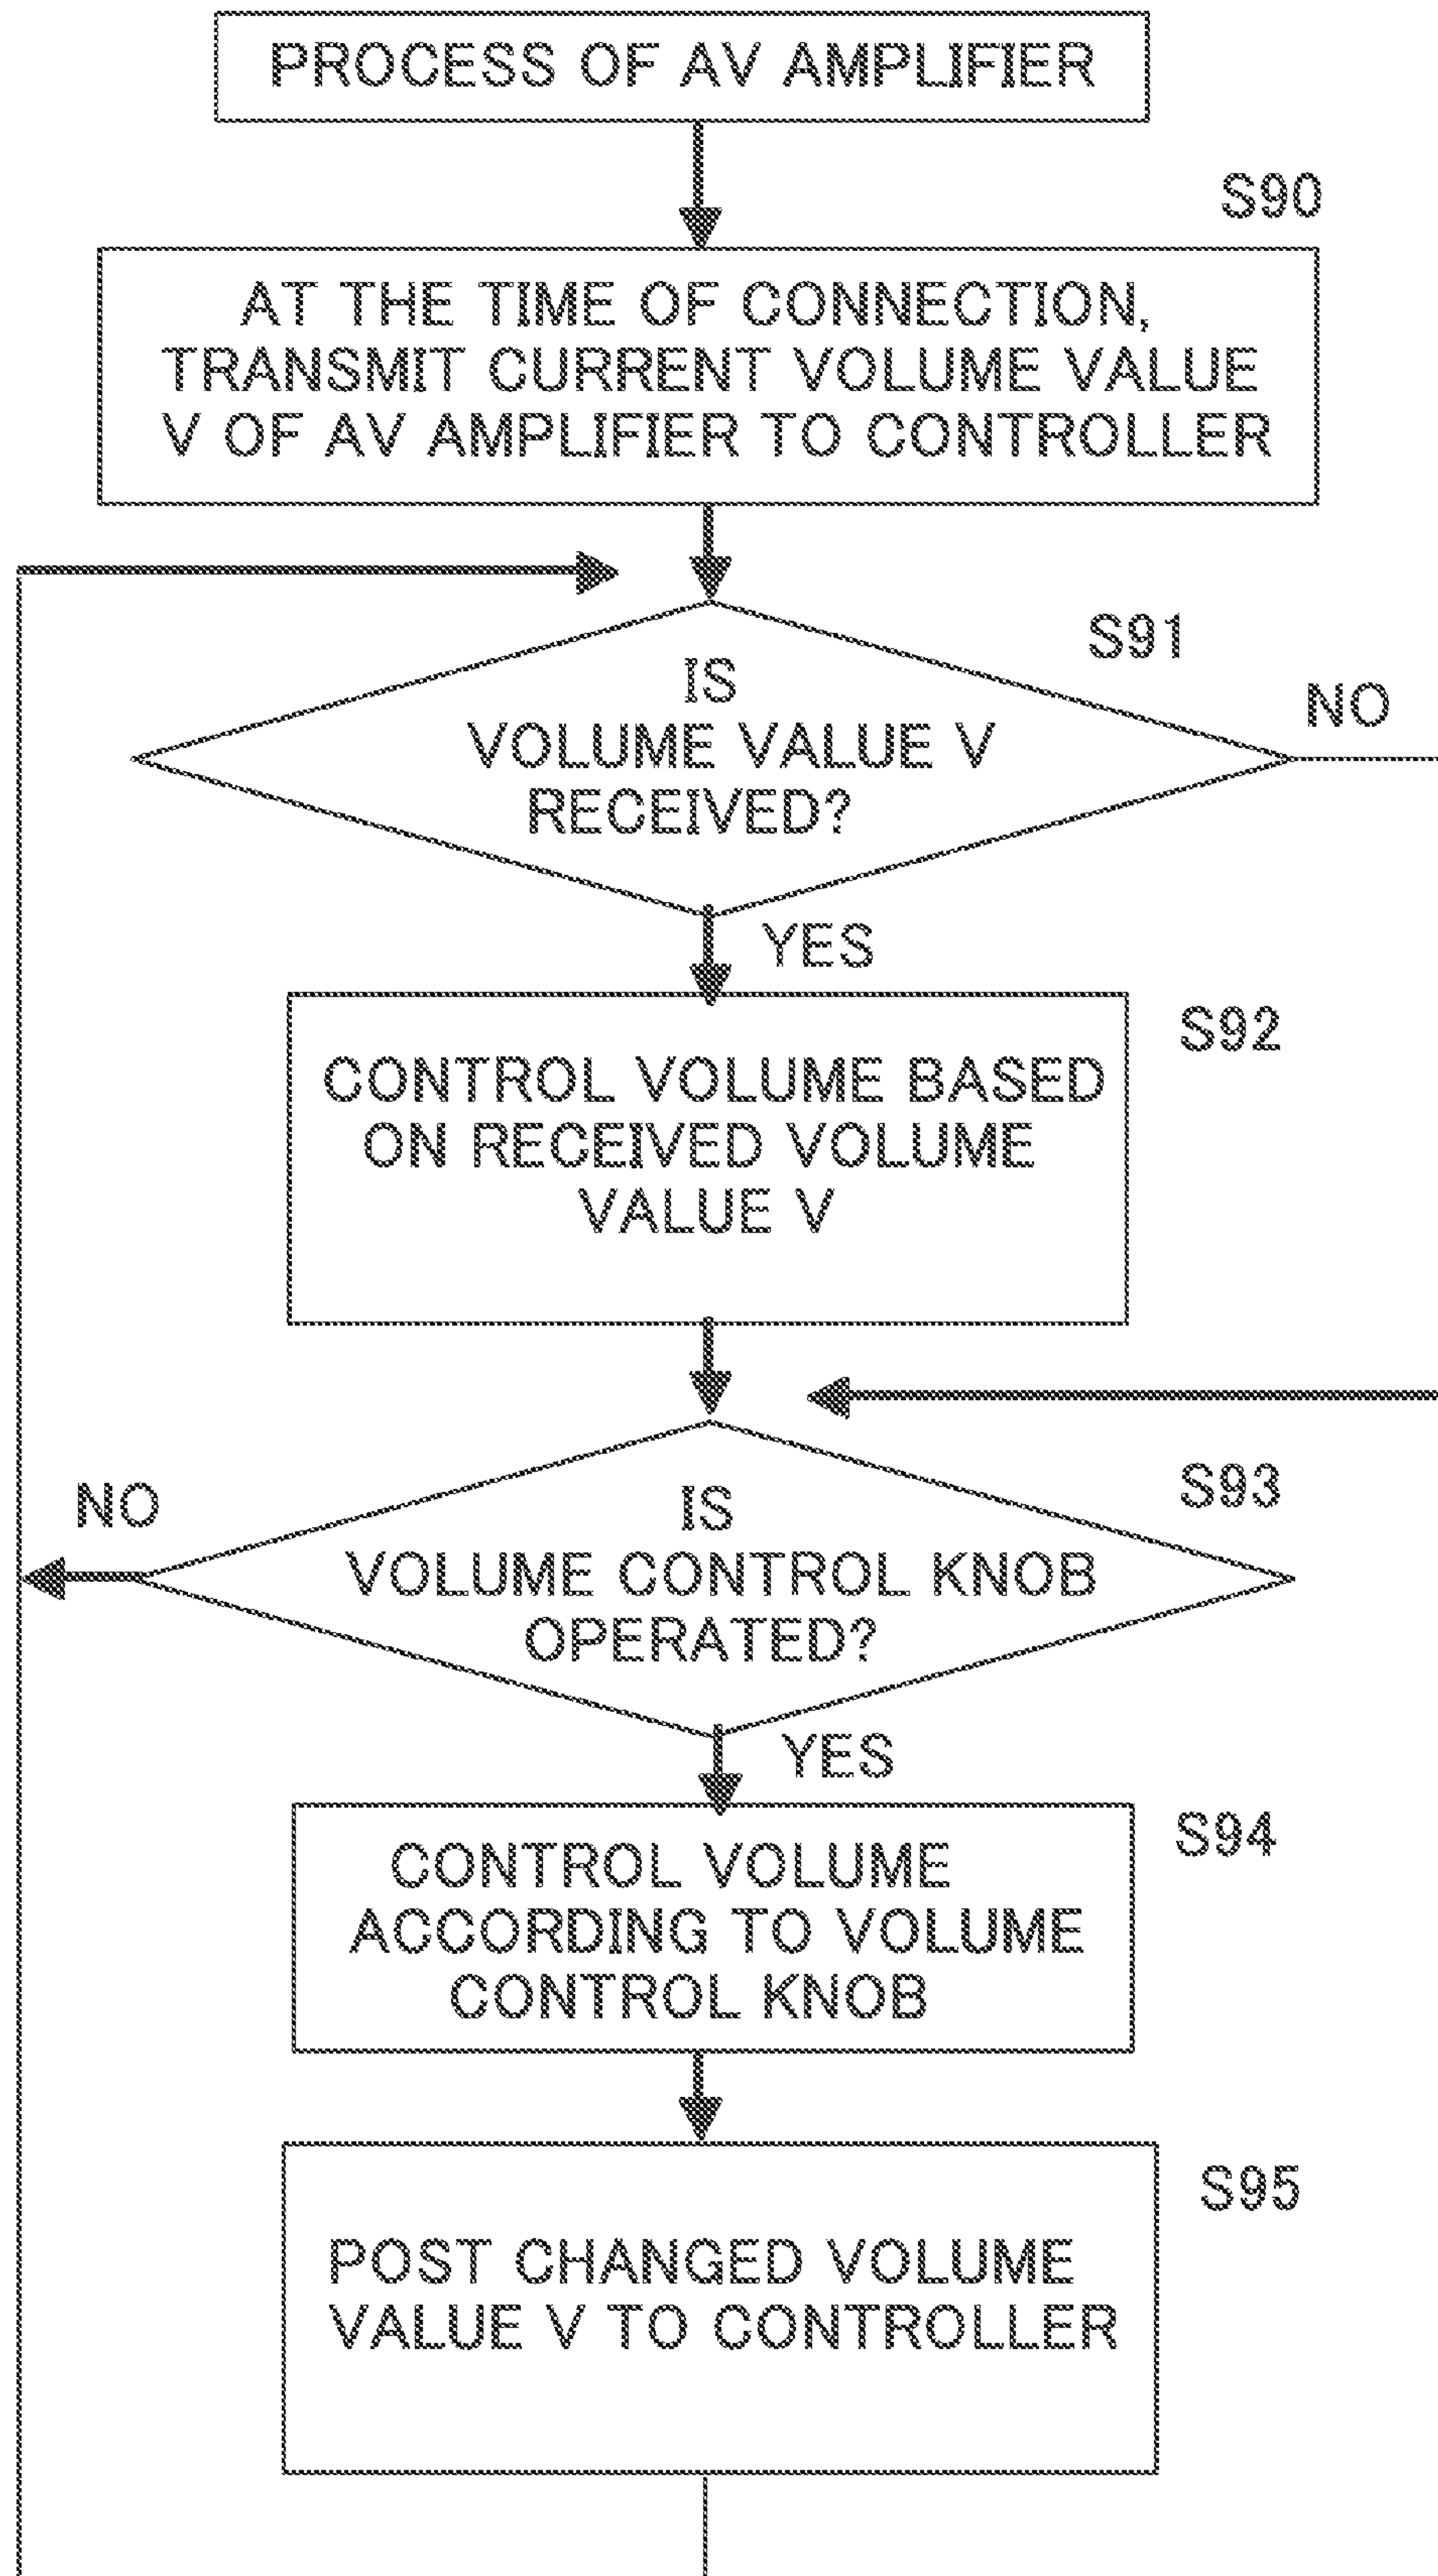 PROCESS OF AV AMPLIFIER
S90
AT THE TIME OF CONNECTION,
TRANSMIT CURRENT VOLUME VALUE
V OF AV AMPLIFIER TO CONTROLLER
S91
IS
VOLUME VALUE V
RECEIVED?
NO
YES
S92
CONTROL VOLUME BASED
ON RECEIVED VOLUME
VALUE V
S93
NO
IS
VOLUME CONTROL KNOB
OPERATED?
YES
S94
CONTROL VOLUME
ACCORDING TO VOLUME
CONTROL KNOB
S95
POST CHANGED VOLUME
VALUE V TO CONTROLLER